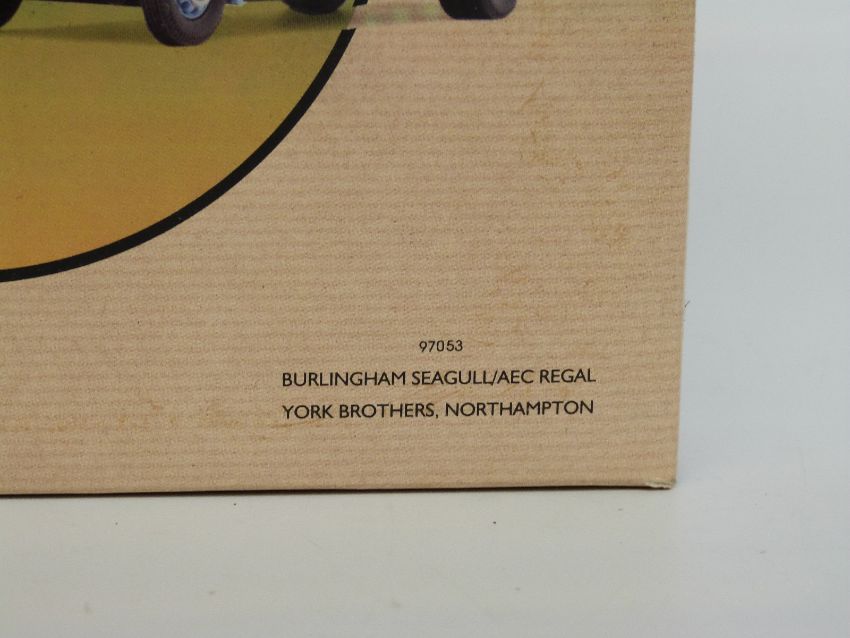 97053
BURLINGHAM SEAGULL/AEC REGAL
YORK BROTHERS, NORTHAMPTON